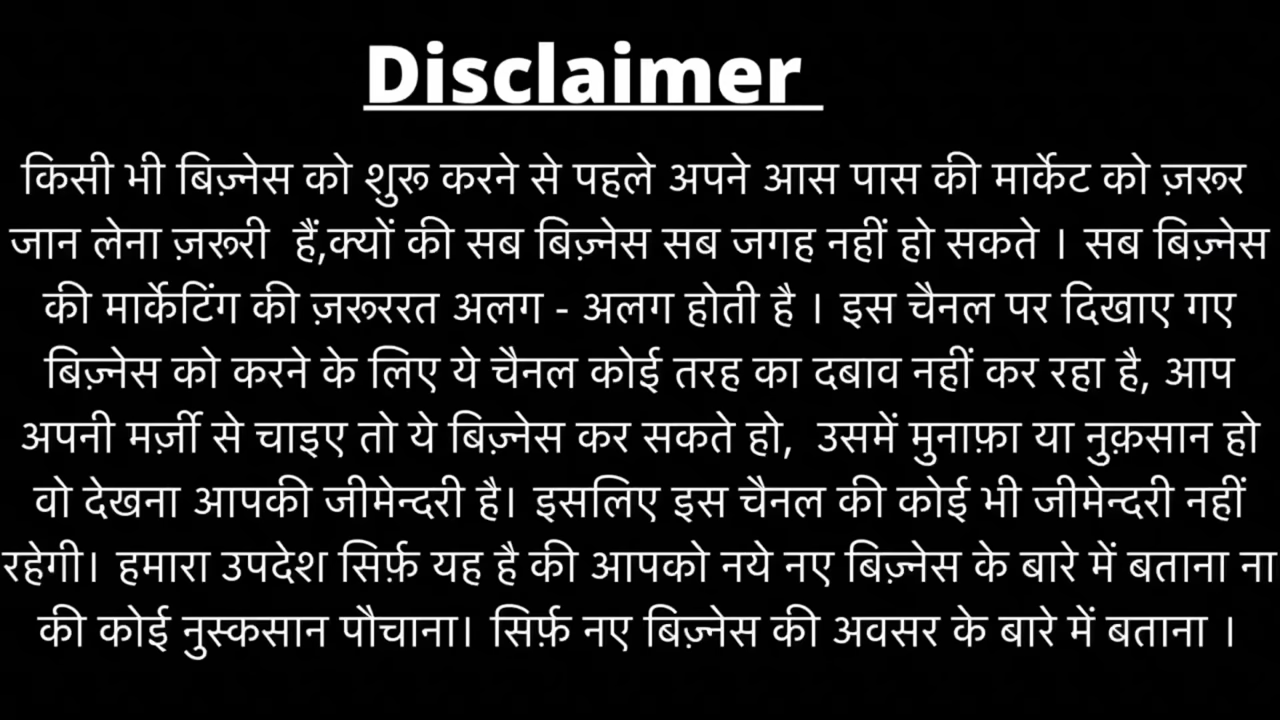 Disclaimer
किसी भी बिज़्नेस को शुरू करने से पहले अपने आस पास की मार्केट को ज़रूर
जान लेना ज़रूरी हैं,क्यों की सब बिज़्नेस सब जगह नहीं हो सकते । सब बिज़्नेस
की मार्केटिंग की ज़रूररत अलग - अलग होती है । इस चैनल पर दिखाए गए
बिज़्नेस को करने के लिए ये चैनल कोई तरह का दबाव नहीं कर रहा है, आप
अपनी मर्ज़ी से चाइए तो ये बिज़्नेस कर सकते हो, उसमें मुनाफ़ा या नुक़सान हो
वो देखना आपकी जीमेन्दरी है। इसलिए इस चैनल की कोई भी जीमेन्दरी नहीं
रहेगी। हमारा उपदेश सिर्फ़ यह है की आपको नये नए बिज़्नेस के बारे में बताना ना
की कोई नुस्कसान पौचाना। सिर्फ़ नए बिज़्नेस की अवसर के बारे में बताना ।